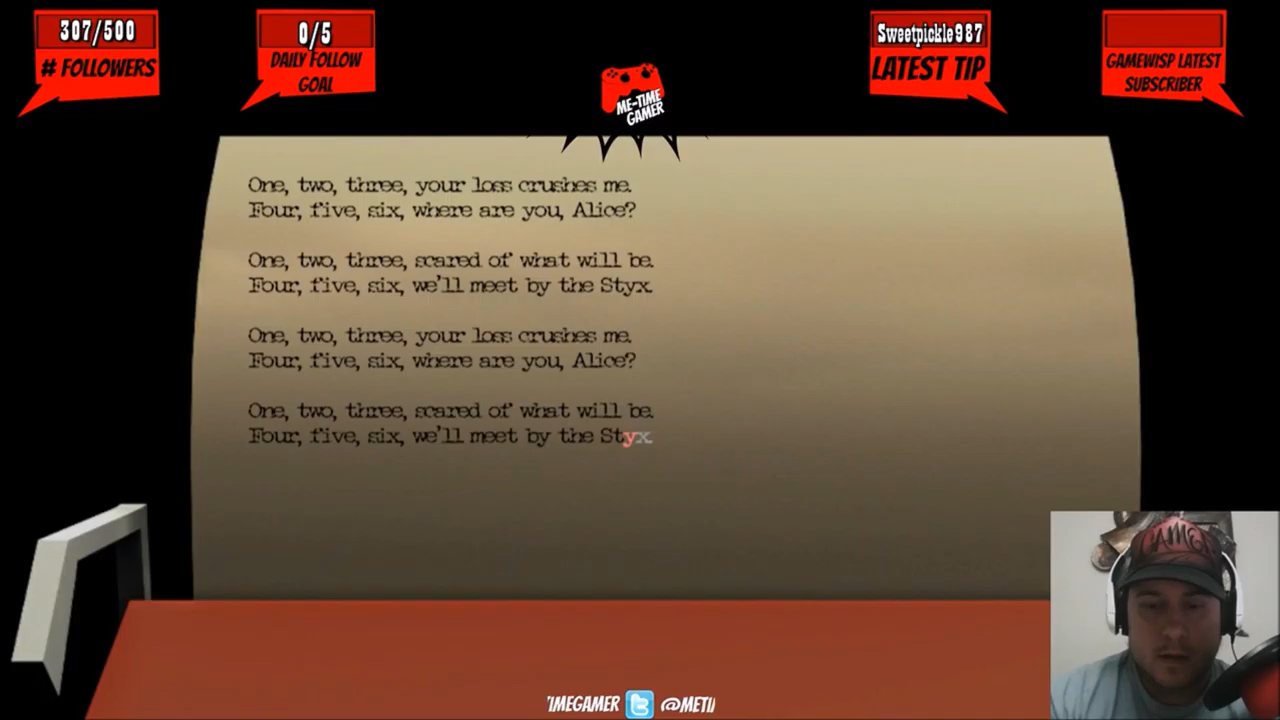 307/500
# FOLLOWERS
0/5
DAILY FOLLOW
GOAL
ME-TIME
GAMER
Sweetpickle987
LATEST TIP
GAMEWISP LATEST
SUBSCRIBER
One, two, three, your loss crushes me.
Four, five, six, where are you, Alice?
One, two, three, scared of what will be.
Four, five, six, we'll meet by the Styx.
One, two, three, your loss crushes me.
Four, five, six, where are you, Alice?
One, two, three, scared of what will be.
Four, five, six, we'll meet by the Styx.
GAMER
'IMEGAMER @METI